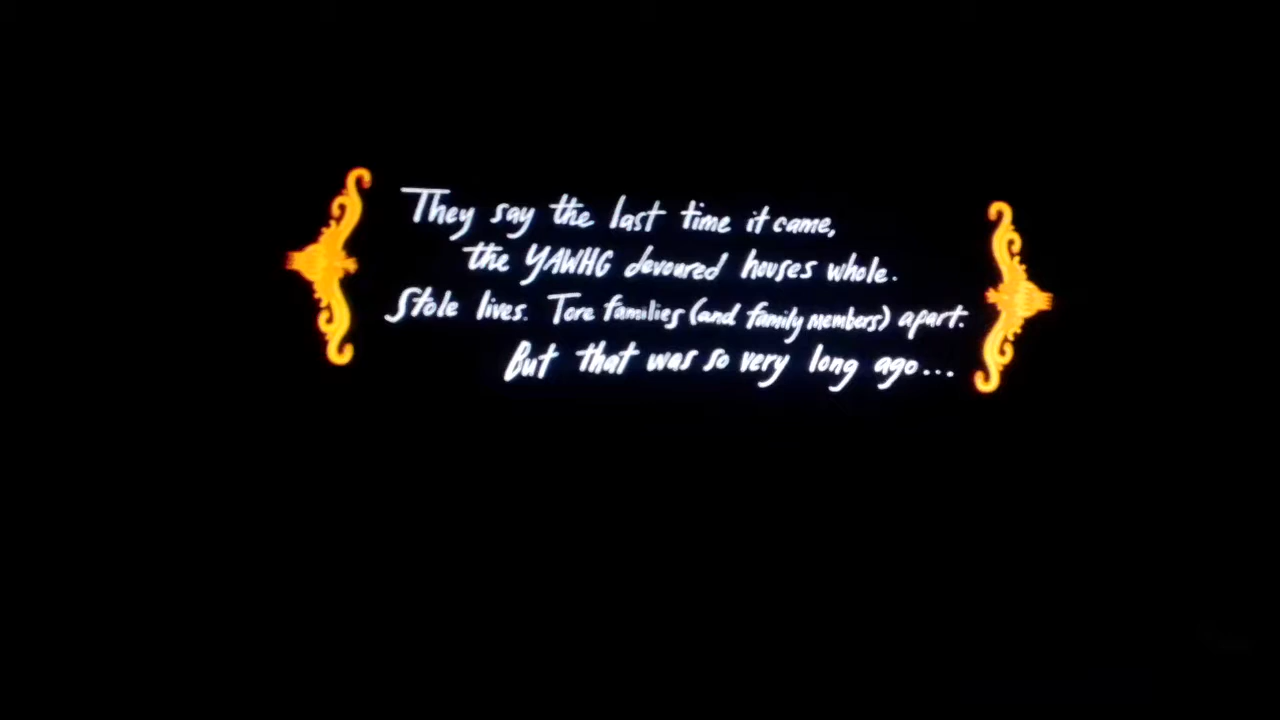 They say the last time it came,
the YAWHG devoured houses whole.
Stole lives. Tore families (and family members) apart.
But that was so very long ago...